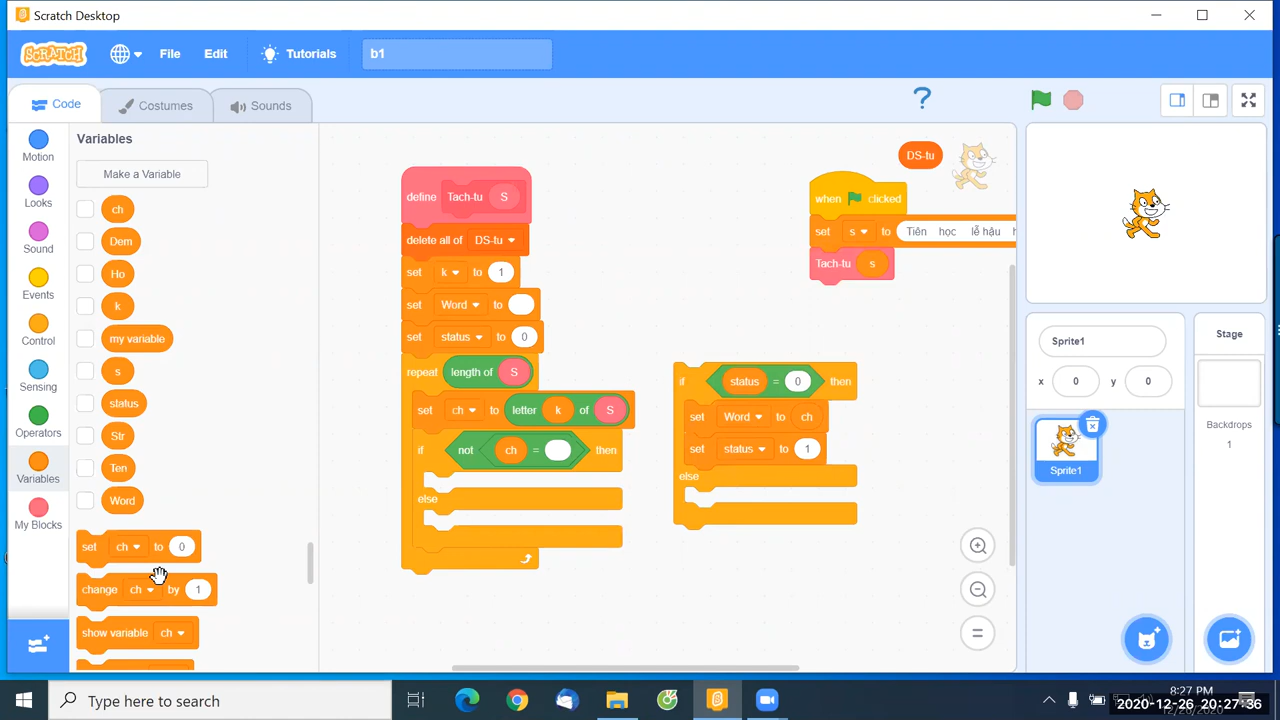 Scratch Desktop
SCRATCH
File
Edit
Tutorials
b1
Code
Costumes
Sounds
?
Motion
Looks
Sound
Events
Control
Sensing
Operators
Variables
My Blocks
Variables
Make a Variable
ch
Dem
Ho
k
my variable
s
status
Str
Ten
Word
set ch to 0
change ch by 1
show variable ch
define Tach-tu S
delete all of DS-tu
set k to 1
set Word to
set status to 0
repeat length of S
set ch to letter k of S
if not ch = then
else
DS-tu
when clicked
set s to Tiên học lễ hậu
Tach-tu s
if status = 0 then
set Word to ch
set status to 1
else
Sprite1
x 0 y 0
Sprite1
Stage
Backdrops
1
Type here to search
8:27 PM
2020-12-26 20:27:36